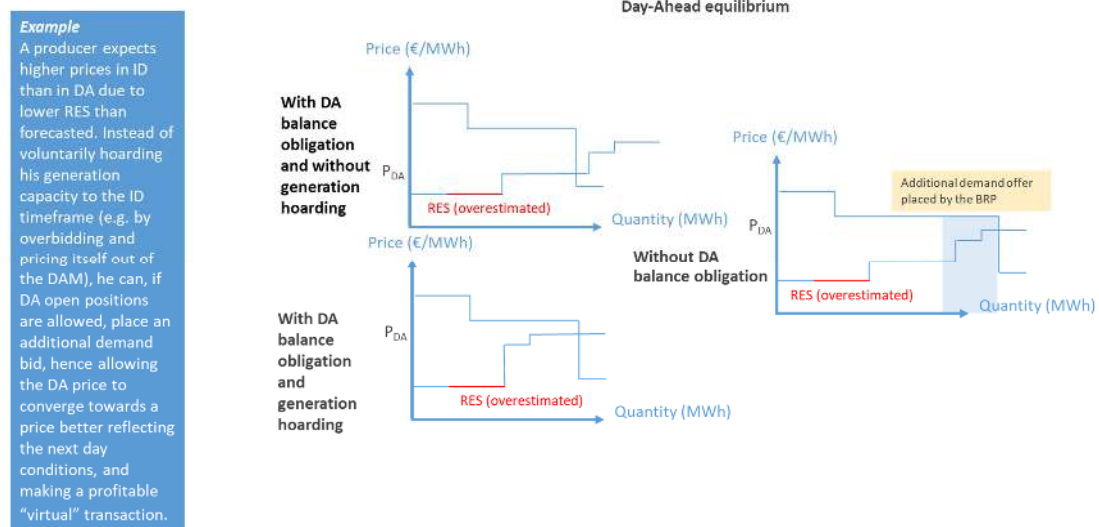 Day-Ahead equilibrium
Example
A producer expects
higher prices in ID
than in DA due to
lower RES than
forecasted. Instead of
voluntarily hoarding
his generation
capacity to the ID
timeframe (e.g. by
overbidding and
pricing itself out of
the DAM), he can, if
DA open positions
are allowed, place an
additional demand
bid, hence allowing
the DA price to
converge towards a
price better reflecting
the next day
conditions, and
making a profitable
“virtual” transaction.
Price (€/MWh)
With DA
balance
obligation
and without
generation
hoarding
PDA
RES (overestimated)
Quantity (MWh)
Price (€/MWh)
With DA
balance
obligation
and
generation
hoarding
PDA
RES (overestimated)
Quantity (MWh)
Price (€/MWh)
Additional demand offer
placed by the BRP
PDA
Without DA
balance obligation
RES (overestimated)
Quantity (MWh)